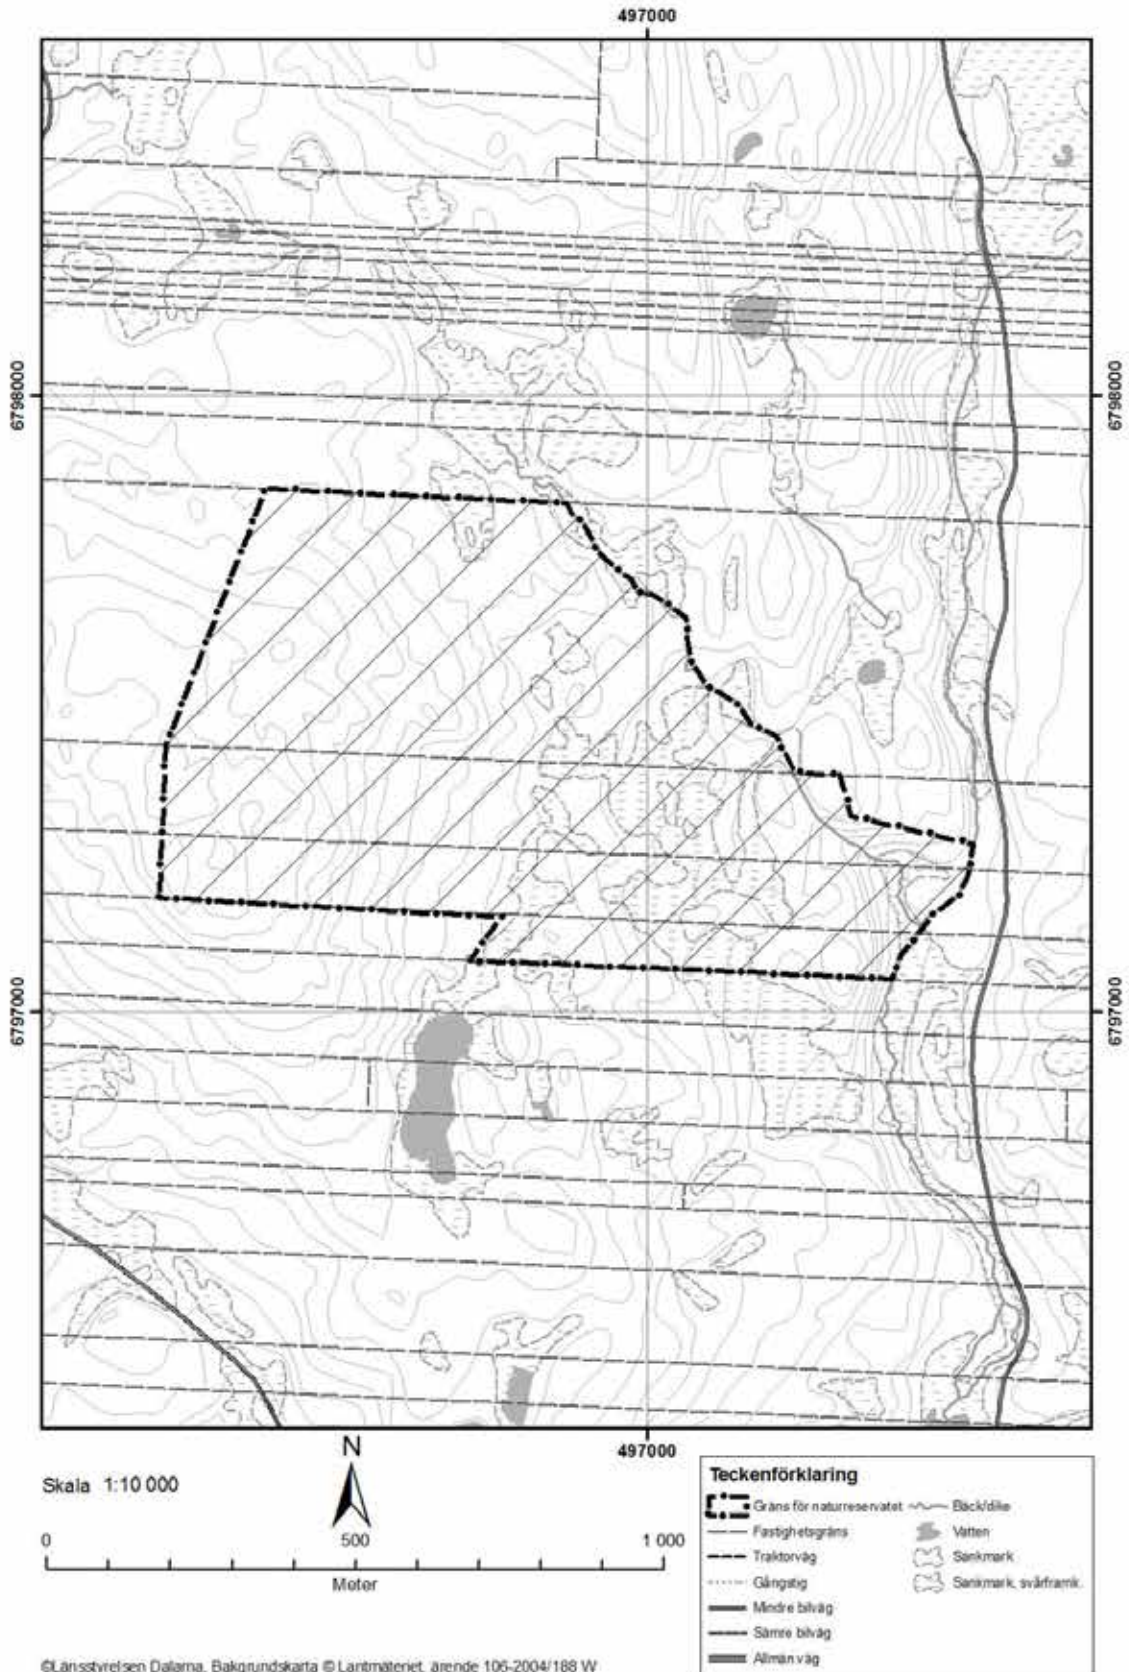 497000
6798000
6798000
6797000
6797000
497000
N
Skala 1:10 000
0 500 1 000
Meter
Teckenförklaring
Gräns för naturreservatet
Fastighetsgräns
Traktorväg
Gångstig
Mindre bilväg
Sämre bilväg
Allmän väg
Bäck/dike
Vatten
Sankmark
Sankmark, svårframk.
©Länsstyrelsen Dalarna, Bakgrundskarta © Lantmäteriet, ärende 106-2004/188 W